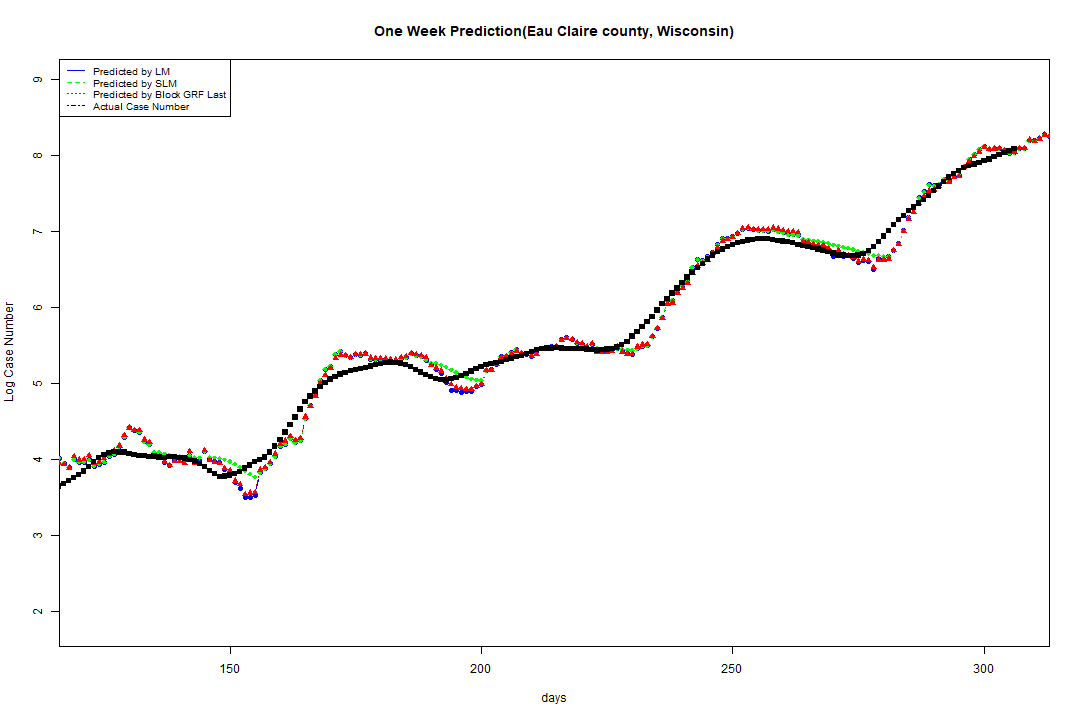 One Week Prediction(Eau Claire county, Wisconsin)
Predicted by LM
Predicted by SLM
Predicted by Block GRF Last
Actual Case Number
Log Case Number
9
8
7
6
5
4
3
2
150 200 250 300
days